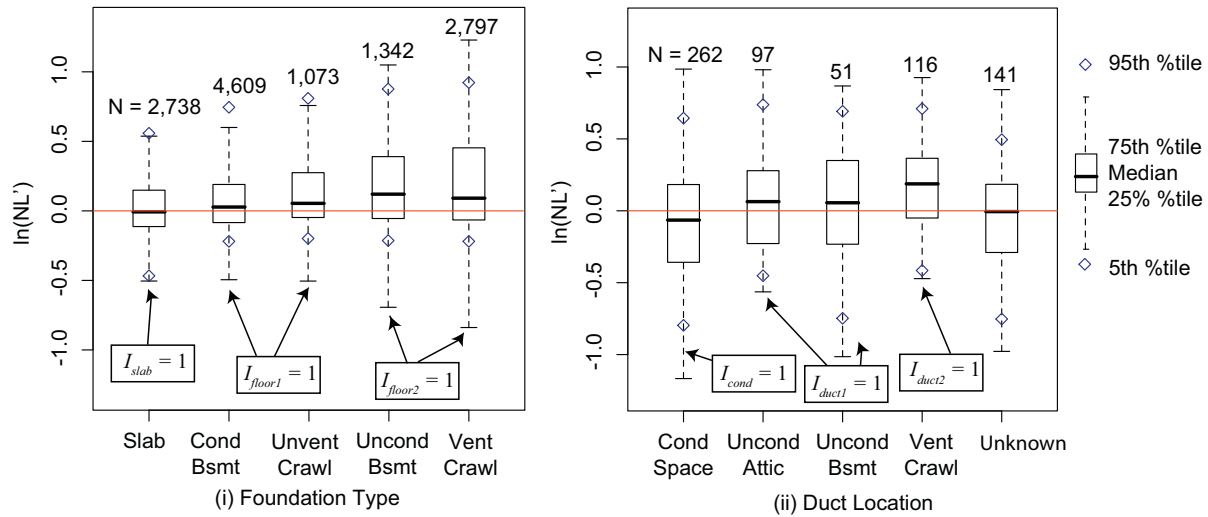 2,797
1,342
1,073
4,609
N = 2,738
1.0
0.5
0.0
-0.5
-1.0
ln(NL’)
I_slab = 1
I_floor1 = 1
I_floor2 = 1
Slab
Cond Bsmt
Unvent Crawl
Uncond Bsmt
Vent Crawl
(i) Foundation Type
N = 262
97
51
116
141
1.0
0.5
0.0
-0.5
-1.0
ln(NL’)
I_cond = 1
I_duct1 = 1
I_duct2 = 1
Cond Space
Uncond Attic
Uncond Bsmt
Vent Crawl
Unknown
(ii) Duct Location
95th %tile
75th %tile
Median
25% %tile
5th %tile